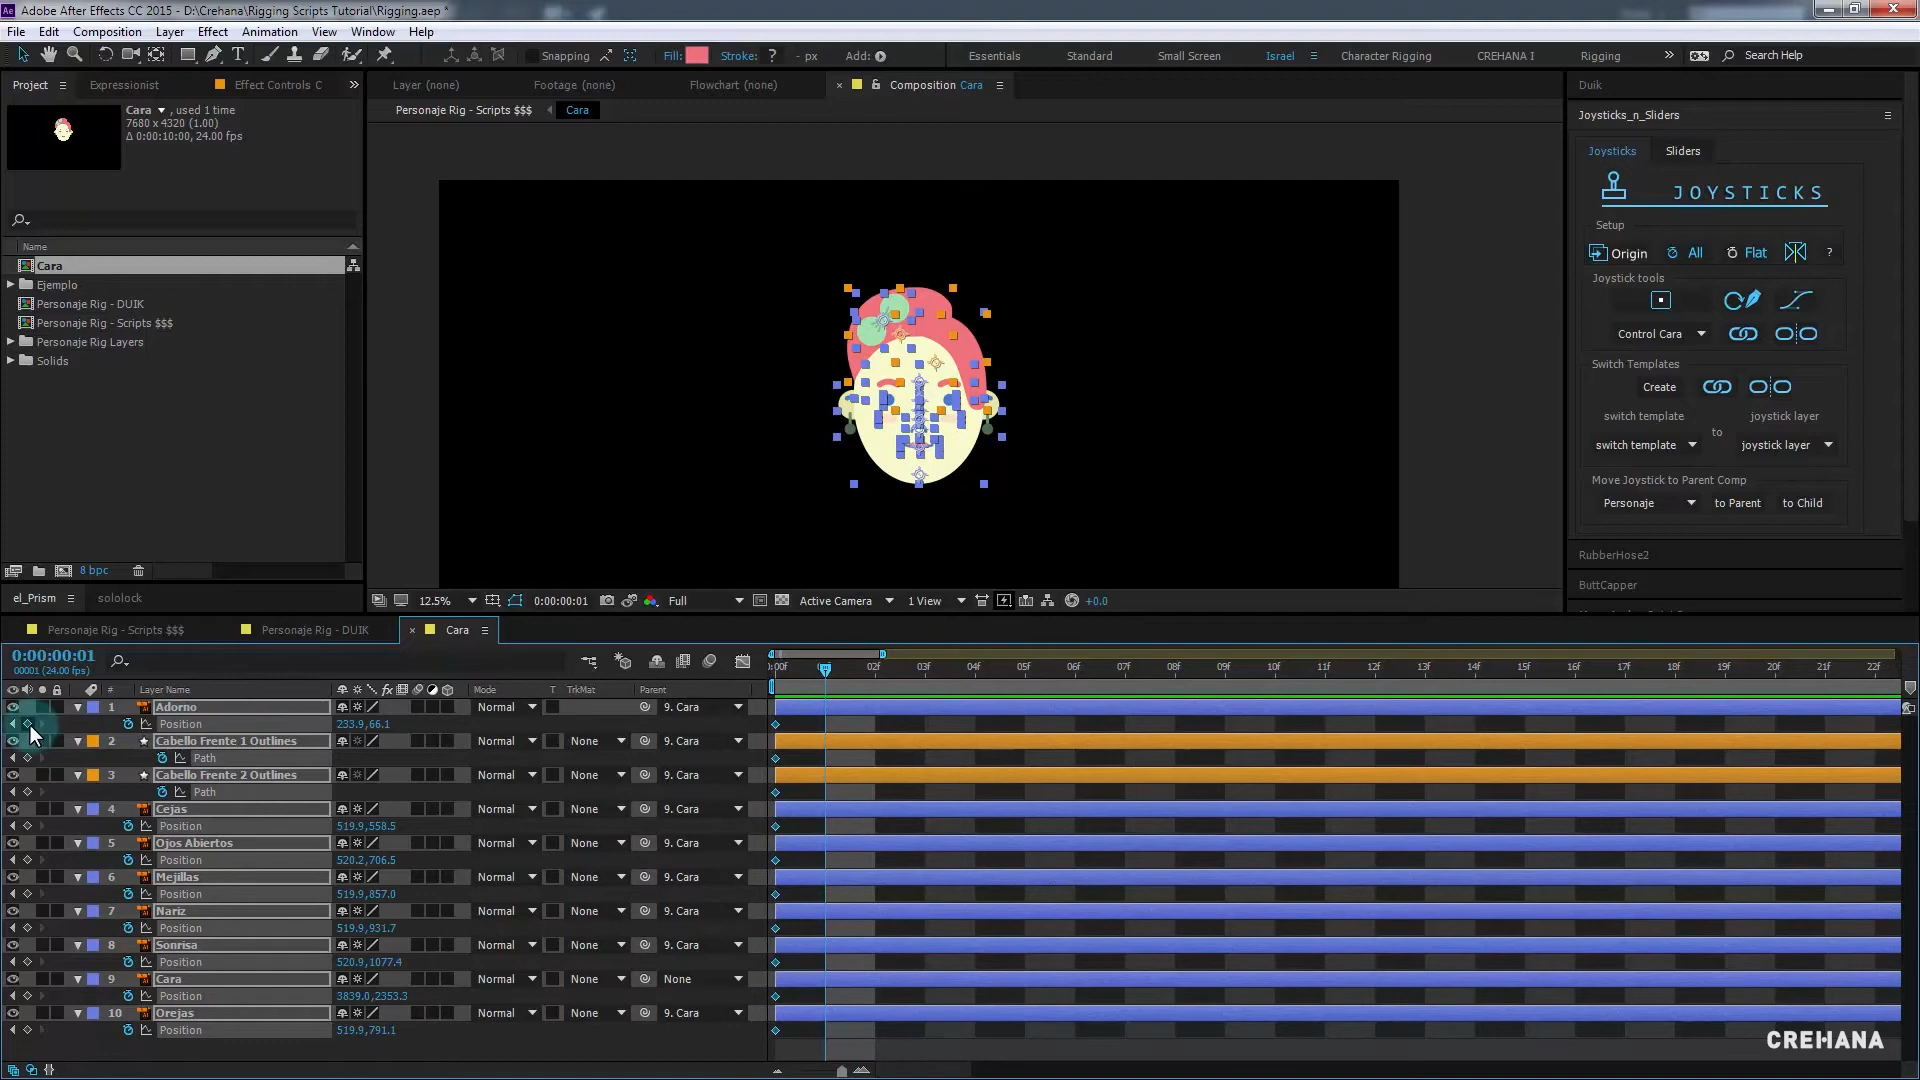 Adobe After Effects CC 2015 - D:\Crehana\Rigging Scripts Tutorial\Rigging.aep *
File Edit Composition Layer Effect Animation View Window Help
Snapping Fill: Stroke: ? - px Add: Essentials Standard Small Screen Israel Character Rigging CREHANA I Rigging Search Help
Project Expressionist Effect Controls C
Layer (none) Footage (none) Flowchart (none) Composition Cara
Personaje Rig - Scripts $$$ Cara
Cara , used 1 time
7680 x 4320 (1.00)
Δ 0:00:10:00, 24.00 fps
Name
Cara
Ejemplo
Personaje Rig - DUIK
Personaje Rig - Scripts $$$
Personaje Rig Layers
Solids
8 bpc
el_Prism sololock
12.5% 0:00:00:01 Full Active Camera 1 View +0.0
Duik
Joysticks_n_Sliders
Joysticks Sliders
JOYSTICKS
Setup
Origin All Flat ?
Joystick tools
Control Cara
Switch Templates
Create
switch template joystick layer
to
switch template joystick layer
Move Joystick to Parent Comp
Personaje to Parent to Child
RubberHose2
ButtCapper
Personaje Rig - Scripts $$$ Personaje Rig - DUIK Cara
0:00:00:01
00001 (24.00 fps)
02f 03f 04f 05f 06f 07f 08f 09f 10f 11f 12f 13f 14f 15f 16f 17f 18f 19f 20f 21f 22
# Layer Name fx Mode T TrkMat Parent
1 Adorno Normal 9. Cara
Position 233.9,66.1
2 Cabello Frente 1 Outlines Normal None 9. Cara
Path
3 Cabello Frente 2 Outlines Normal None 9. Cara
Path
4 Cejas Normal None 9. Cara
Position 519.9,558.5
5 Ojos Abiertos Normal None 9. Cara
Position 520.2,706.5
6 Mejillas Normal None 9. Cara
Position 519.9,857.0
7 Nariz Normal None 9. Cara
Position 519.9,931.7
8 Sonrisa Normal None 9. Cara
Position 520.9,1077.4
9 Cara Normal None None
Position 3839.0,2353.3
10 Orejas Normal None 9. Cara
Position 519.9,791.1
CREHANA